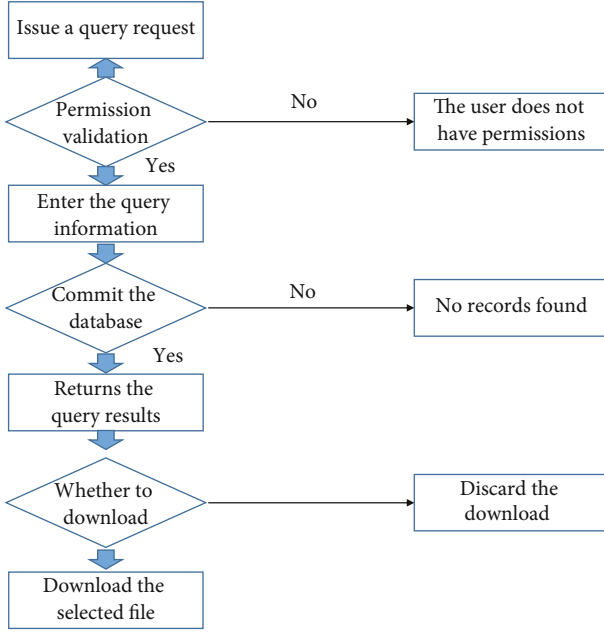 Issue a query request
Permission
validation
No
The user does not
have permissions
Yes
Enter the query
information
Commit the
database
No
No records found
Yes
Returns the
query results
Whether to
download
Discard the
download
Download the
selected file